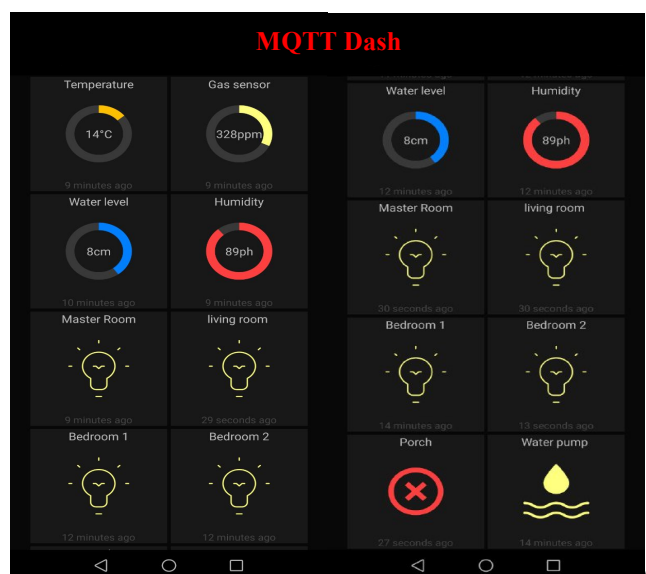 MQTT Dash
Temperature
Gas sensor
14°C
328ppm
9 minutes ago
9 minutes ago
Water level
Humidity
8cm
89ph
10 minutes ago
9 minutes ago
Master Room
living room
9 minutes ago
29 seconds ago
Bedroom 1
Bedroom 2
12 minutes ago
12 minutes ago
Water level
Humidity
8cm
89ph
12 minutes ago
12 minutes ago
Master Room
living room
30 seconds ago
30 seconds ago
Bedroom 1
Bedroom 2
14 minutes ago
13 seconds ago
Porch
Water pump
27 seconds ago
14 minutes ago